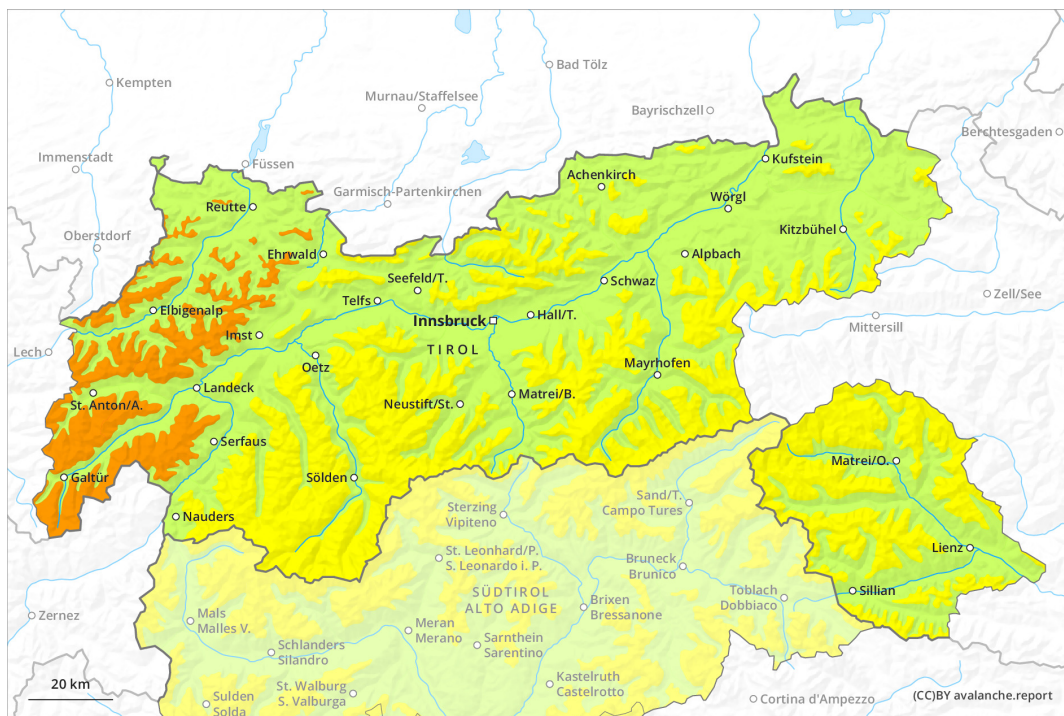 Kempten
Bad Tölz
Murnau/Staffelsee
Bayrischzell
Berchtesgaden
Immenstadt
Füssen
Kufstein
Achenkirch
Garmisch-Partenkirchen
Reutte
Wörgl
Oberstdorf
Kitzbühel
Ehrwald
Alpbach
Seefeld/T.
Schwaz
Telfs
Zell/See
Elbigenalp
Innsbruck
Hall/T.
Mittersill
Imst
TIROL
Lech
Oetz
Mayrhofen
Landeck
St. Anton/A.
Neustift/St.
Matrei/B.
Serfaus
Matrei/O.
Galtür
Sölden
Sand/T.
Campo Tures
Sterzing
Vipiteno
Nauders
Lienz
St. Leonhard/P.
S. Leonardo i. P.
Bruneck
Brunico
Sillian
SÜDTIROL
ALTO ADIGE
Toblach
Dobbiaco
Brixen
Bressanone
Zernez
Mals
Malles V.
Meran
Merano
Sarnthein
Sarentino
Schlanders
Silandro
Kastelruth
Castelrotto
20 km
St. Walburg
S. Valburga
Sulden
Solda
Cortina d'Ampezzo
(CC)BY avalanche.report